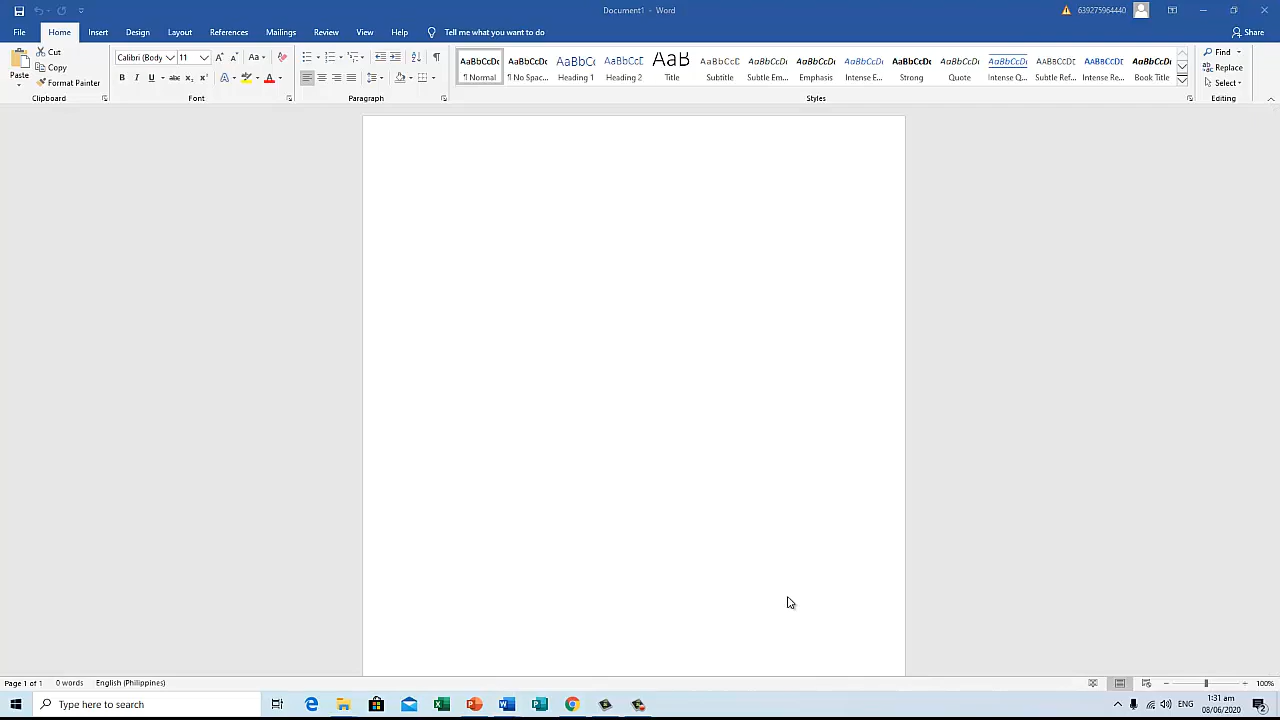 Document1 - Word
639275964440
File Home Insert Design Layout References Mailings Review View Help Tell me what you want to do Share
Paste
Cut
Copy
Format Painter
Clipboard
Calibri (Body 11
Font
Paragraph
AaBbCcDc AaBbCcDc AaBbCc AaBbCcC AaB AaBbCcD AaBbCcDc AaBbCcDc AaBbCcDc AaBbCcDc AaBbCcDc AaBbCcDc AaBbCcDc AaBbCcDc AaBbCcDc
¶ Normal ¶ No Spac... Heading 1 Heading 2 Title Subtitle Subtle Em... Emphasis Intense E... Strong Quote Intense Q... Subtle Ref... Intense Re... Book Title
Styles
Find
Replace
Select
Editing
Page 1 of 1 0 words English (Philippines)
100%
Type here to search
ENG
1:31 am
08/06/2020
2